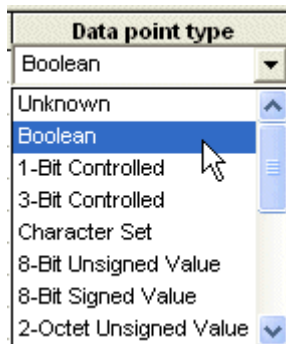 Data point type
Boolean
Unknown
Boolean
1-Bit Controlled
3-Bit Controlled
Character Set
8-Bit Unsigned Value
8-Bit Signed Value
2-Octet Unsigned Value